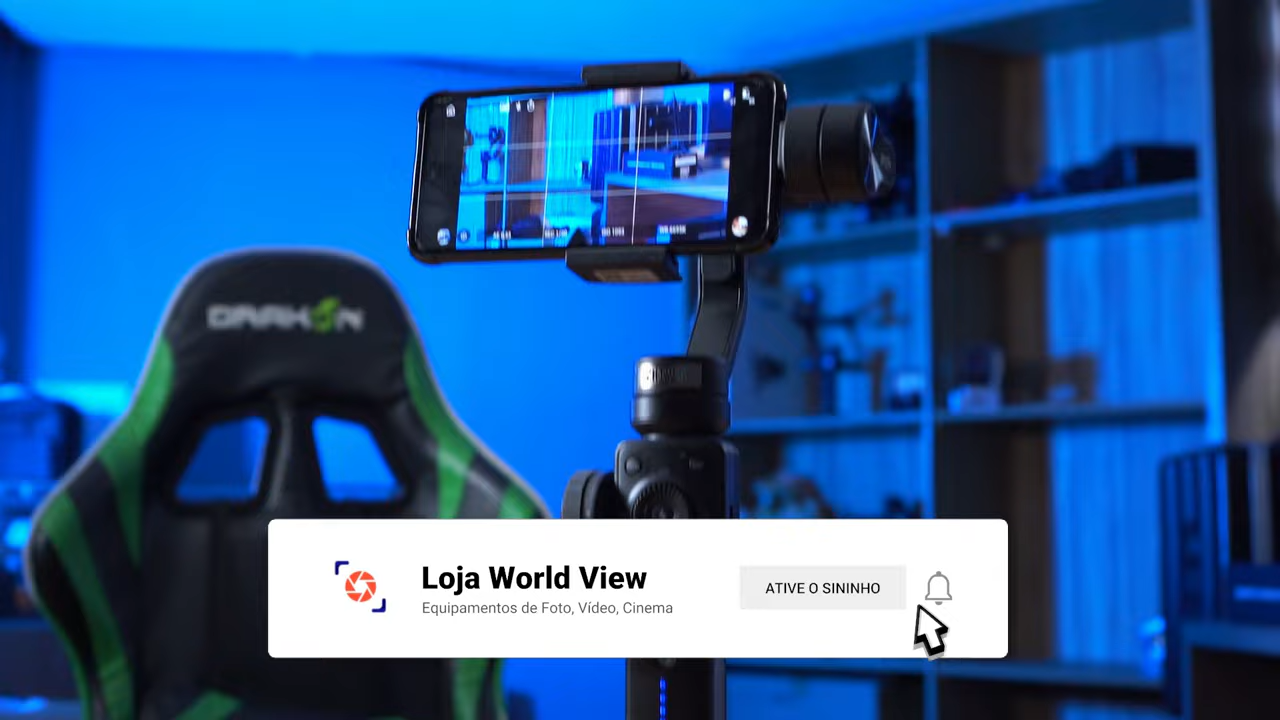 DRAKON
Loja World View
Equipamentos de Foto, Vídeo, Cinema
ATIVE O SININHO